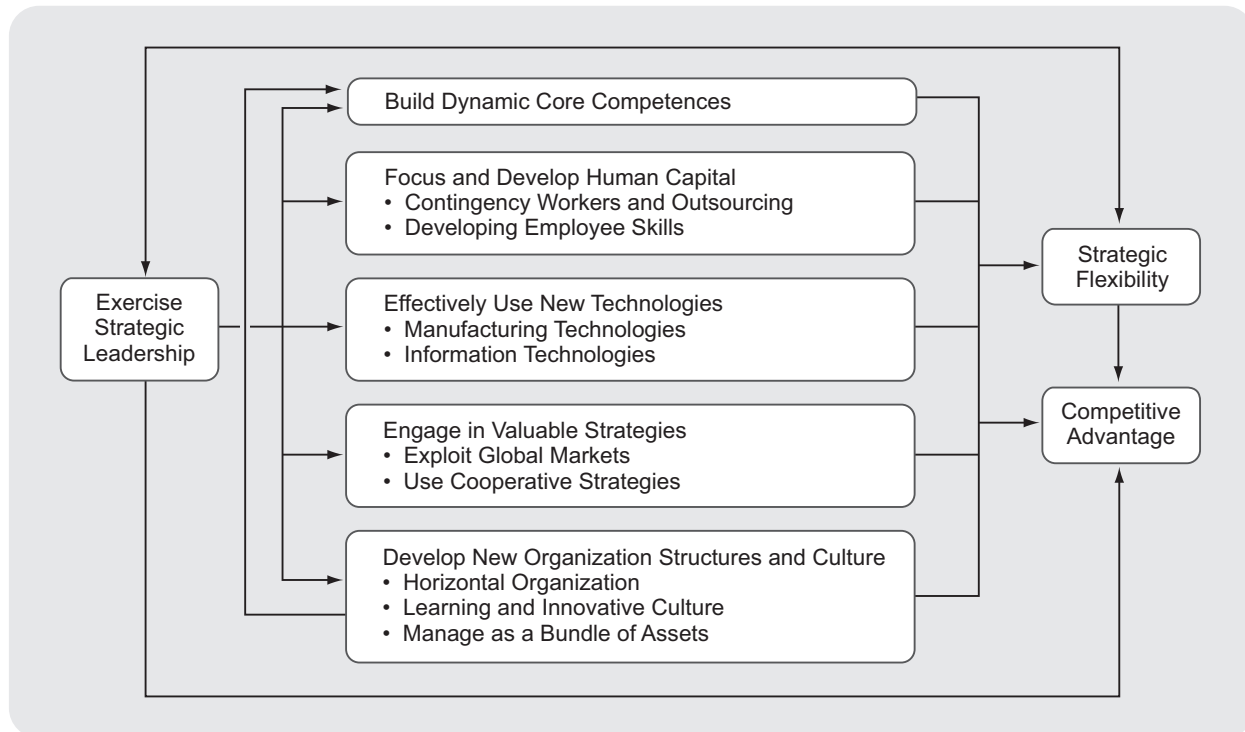 Build Dynamic Core Competences
Focus and Develop Human Capital
• Contingency Workers and Outsourcing
• Developing Employee Skills
Strategic
Flexibility
Exercise
Strategic
Leadership
Effectively Use New Technologies
• Manufacturing Technologies
• Information Technologies
Engage in Valuable Strategies
• Exploit Global Markets
• Use Cooperative Strategies
Competitive
Advantage
Develop New Organization Structures and Culture
• Horizontal Organization
• Learning and Innovative Culture
• Manage as a Bundle of Assets